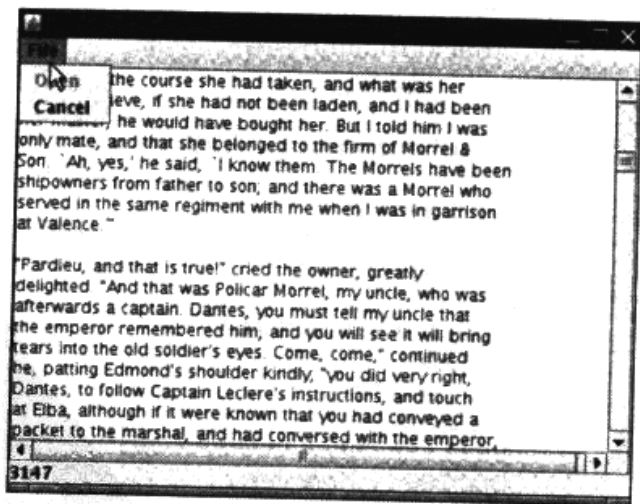 File
Open
Cancel
the course she had taken, and what was her
ieve, if she had not been laden, and I had been
he would have bought her. But I told him I was
only mate, and that she belonged to the firm of Morrel &
Son. `Ah, yes,' he said, `I know them. The Morrels have been
shipowners from father to son; and there was a Morrel who
served in the same regiment with me when I was in garrison
at Valence.'"
"Pardieu, and that is true!" cried the owner, greatly
delighted. "And that was Policar Morrel, my uncle, who was
afterwards a captain. Dantes, you must tell my uncle that
the emperor remembered him, and you will see it will bring
tears into the old soldier's eyes. Come, come," continued
he, patting Edmond's shoulder kindly, "you did very right,
Dantes, to follow Captain Leclere's instructions, and touch
at Elba, although if it were known that you had conveyed a
packet to the marshal, and had conversed with the emperor,
3147